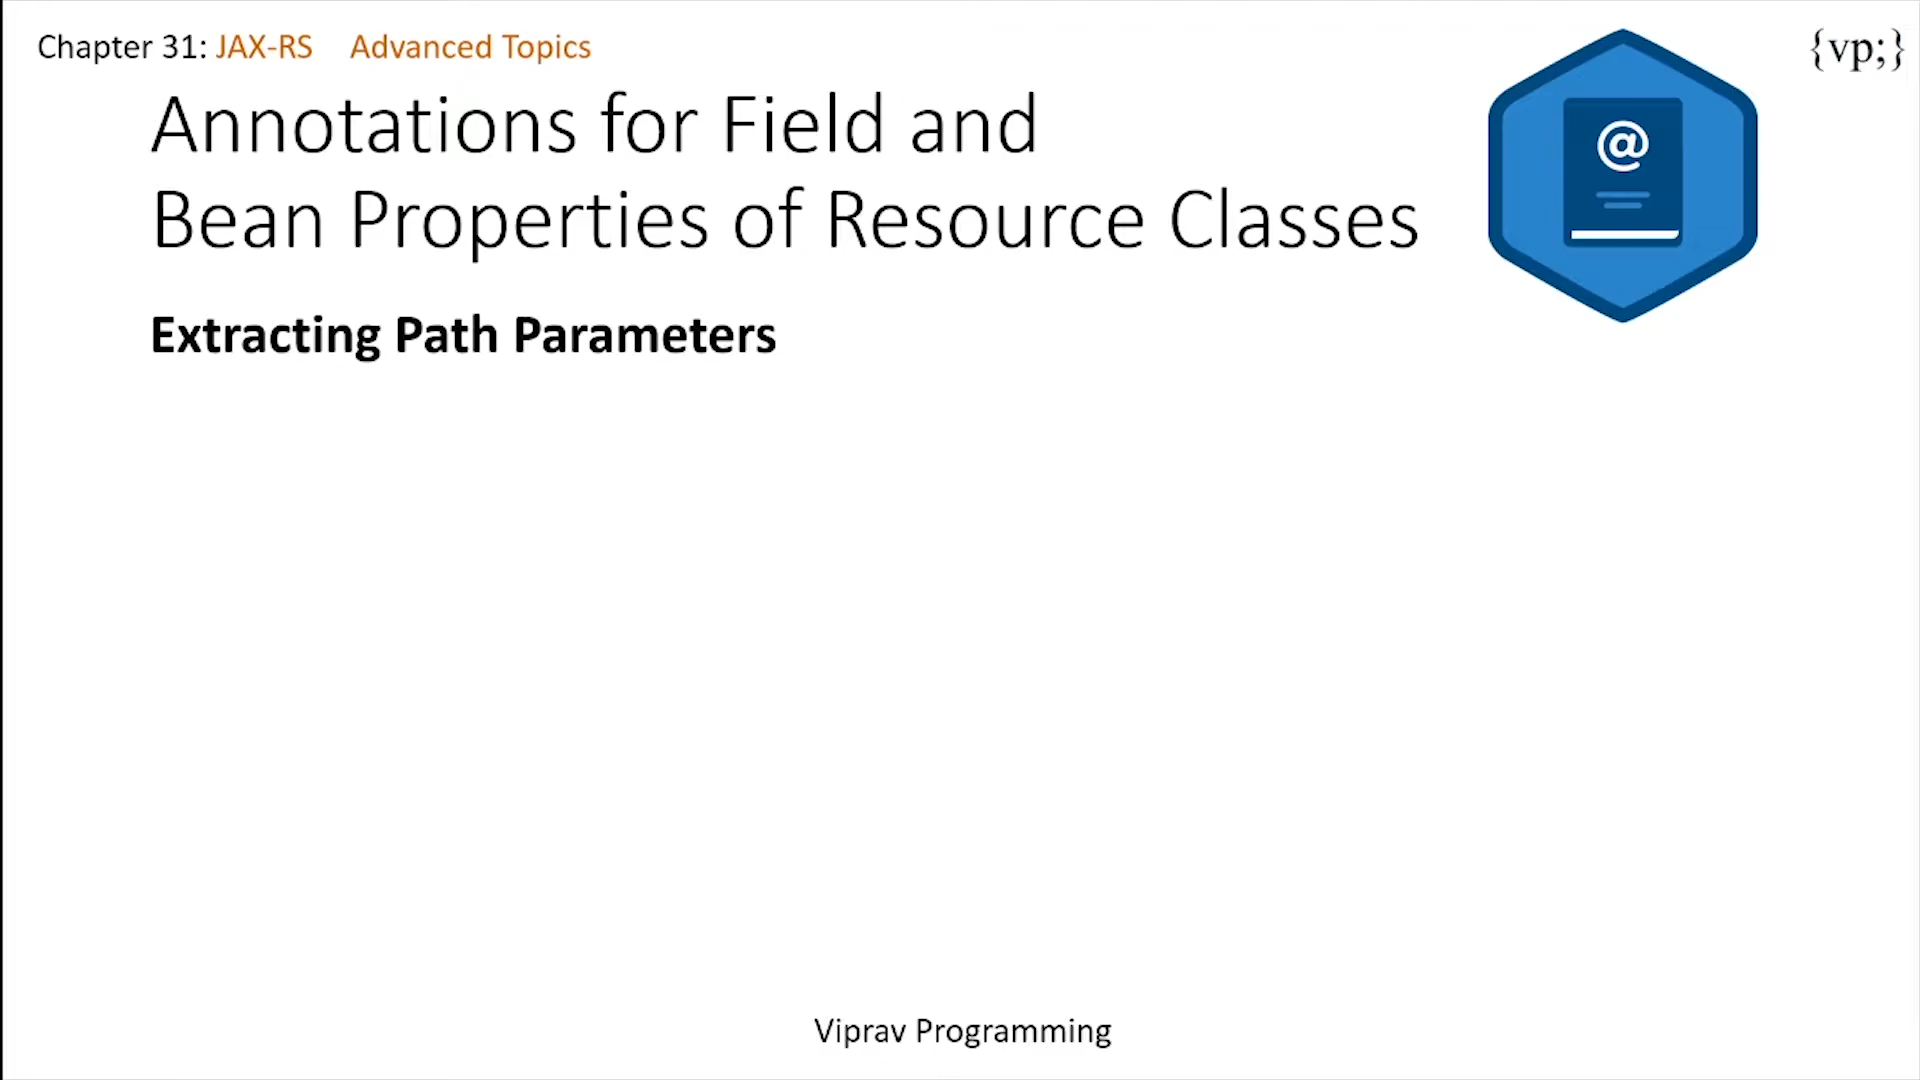 Chapter 31: JAX-RS Advanced Topics
{vp;}
@
Annotations for Field and
Bean Properties of Resource Classes
Extracting Path Parameters
Viprav Programming